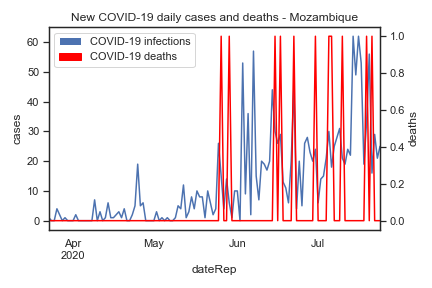 New COVID-19 daily cases and deaths - Mozambique
COVID-19 infections
COVID-19 deaths
60
50
40
30
20
10
0
cases
1.0
0.8
0.6
0.4
0.2
0.0
deaths
Apr
2020
May
Jun
Jul
dateRep